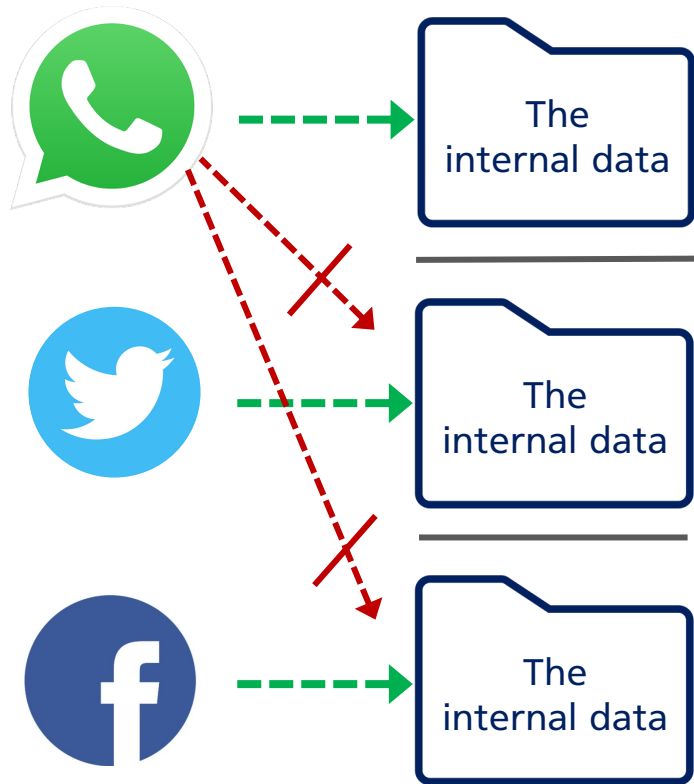 The
internal data
The
internal data
The
internal data